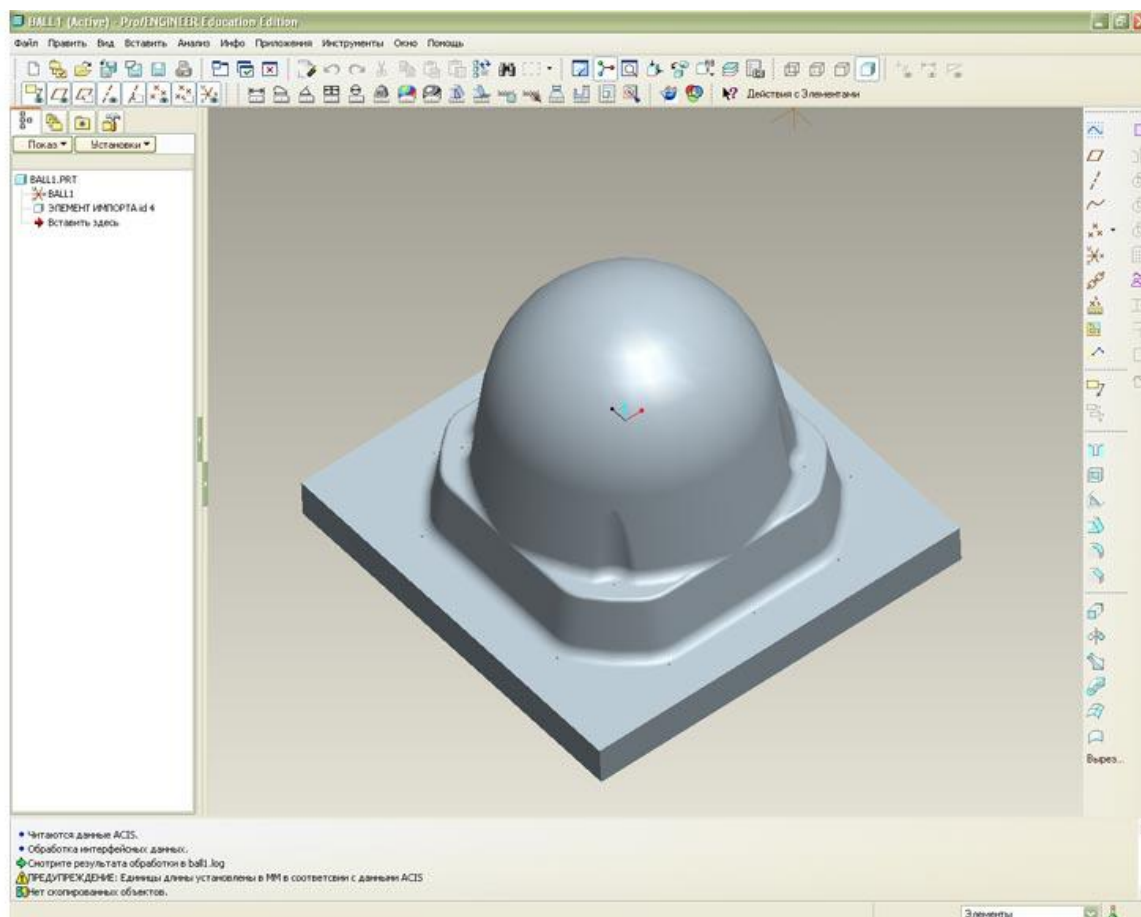 BALL1 (Active) - Pro/ENGINEER Education Edition
Файл Править Вид Вставить Анализ Инфо Приложения Инструменты Окно Помощь
Действия с Элементами
Показ Установки
BALL1.PRT
BALL1
ЭЛЕМЕНТ ИМПОРТА id 4
Вставить здесь
Вырез...
Читаются данные ACIS.
Обработка интерфейсных данных.
Смотрите результата обработки в ball1.log
ПРЕДУПРЕЖДЕНИЕ: Единицы длины установлены в ММ в соответсвии с данными ACIS
Нет скопированных объектов.
Элементы